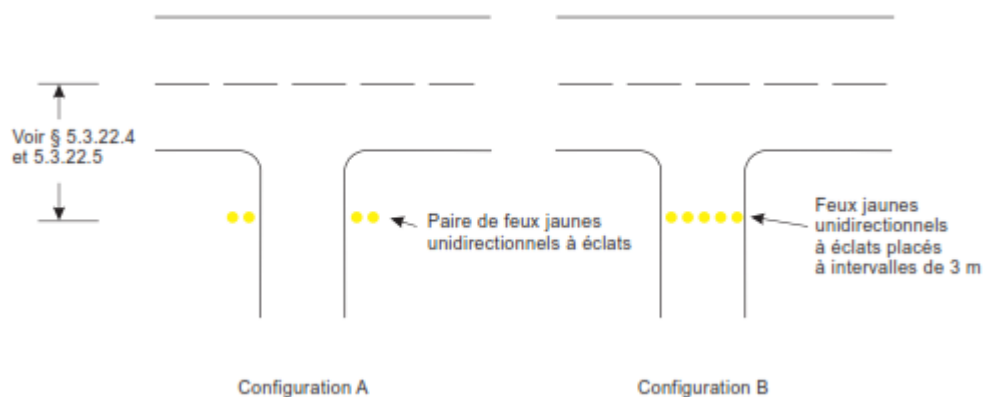 Voir § 5.3.22.4
et 5.3.22.5
Paire de feux jaunes
unidirectionnels à éclats
Feux jaunes
unidirectionnels
à éclats placés
à intervalles de 3 m
Configuration A
Configuration B